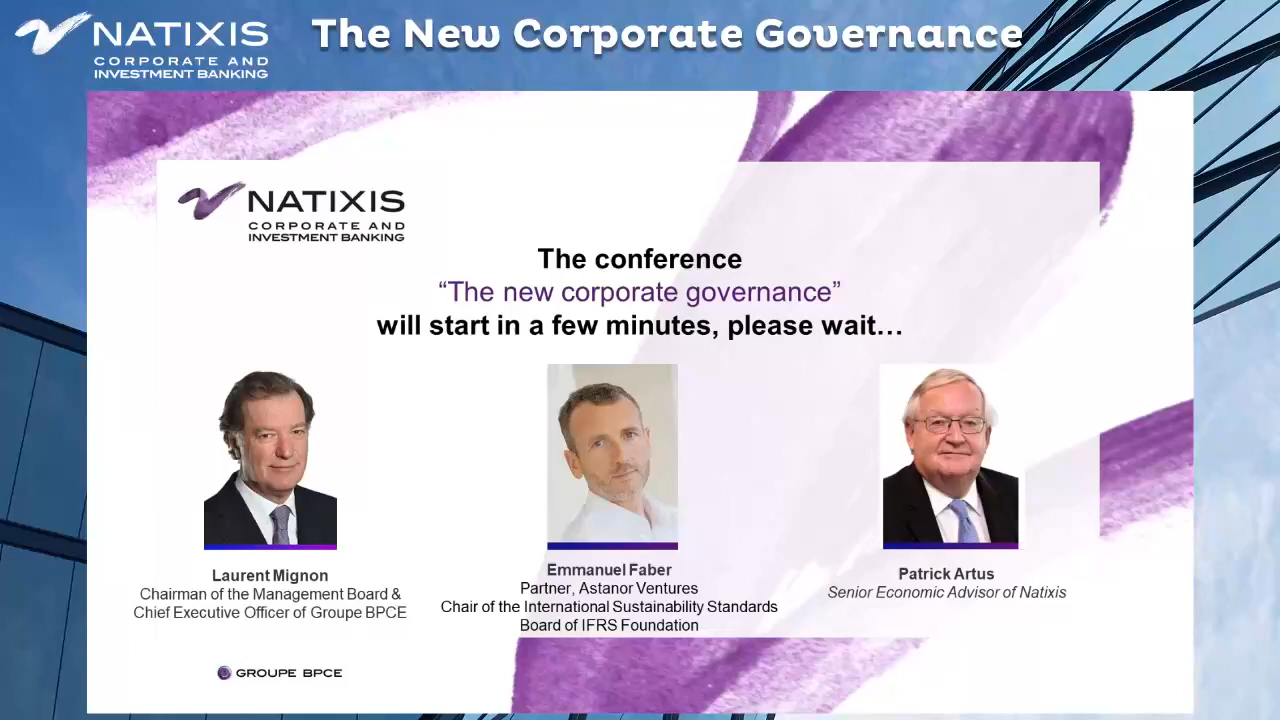 NATIXIS
CORPORATE AND
INVESTMENT BANKING
The New Corporate Governance
NATIXIS
CORPORATE AND
INVESTMENT BANKING
The conference
“The new corporate governance”
will start in a few minutes, please wait…
Laurent Mignon
Chairman of the Management Board &
Chief Executive Officer of Groupe BPCE
Emmanuel Faber
Partner, Astanor Ventures
Chair of the International Sustainability Standards
Board of IFRS Foundation
Patrick Artus
Senior Economic Advisor of Natixis
GROUPE BPCE